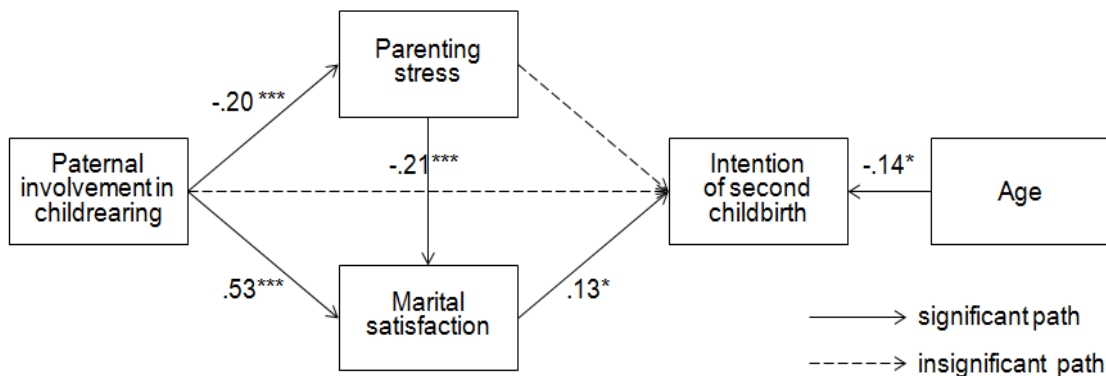 Parenting
stress
-.20 ***
Paternal
involvement in
childrearing
-.21***
Intention
of second
childbirth
-.14*
Age
.53***
Marital
satisfaction
.13*
significant path
insignificant path